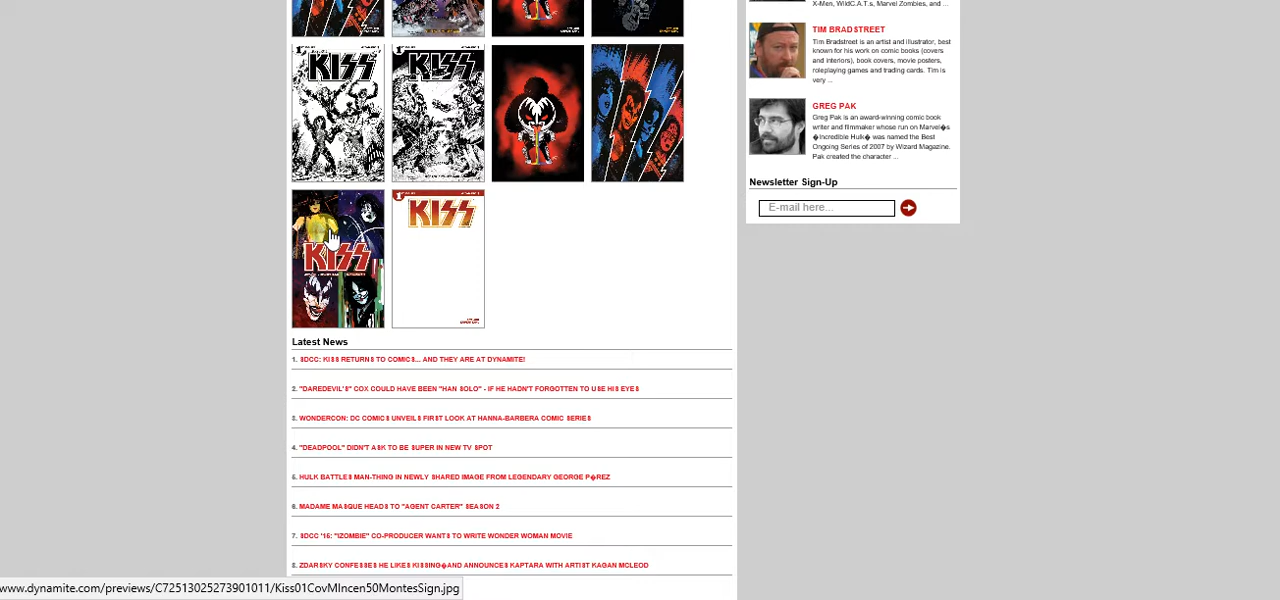 X-Men, WildC.A.T.s, Marvel Zombies, and ...
TIM BRADSTREET
Tim Bradstreet is an artist and illustrator, best
known for his work on comic books (covers
and interiors), book covers, movie posters,
roleplaying games and trading cards. Tim is
very ...
GREG PAK
Greg Pak is an award-winning comic book
writer and filmmaker whose run on Marvel�s
�Incredible Hulk� was named the Best
Ongoing Series of 2007 by Wizard Magazine.
Pak created the character ...
Newsletter Sign-Up
E-mail here...
KISS
KISS
KISS
KISS
Latest News
1. SDCC: KISS RETURNS TO COMICS... AND THEY ARE AT DYNAMITE!
2. "DAREDEVIL'S" COX COULD HAVE BEEN "HAN SOLO" - IF HE HADN'T FORGOTTEN TO USE HIS EYES
3. WONDERCON: DC COMICS UNVEILS FIRST LOOK AT HANNA-BARBERA COMIC SERIES
4. "DEADPOOL" DIDN'T ASK TO BE SUPER IN NEW TV SPOT
5. HULK BATTLES MAN-THING IN NEWLY SHARED IMAGE FROM LEGENDARY GEORGE P�REZ
6. MADAME MASQUE HEADS TO "AGENT CARTER" SEASON 2
7. SDCC '15: "IZOMBIE" CO-PRODUCER WANTS TO WRITE WONDER WOMAN MOVIE
8. ZDARSKY CONFESSES HE LIKES KISSING�AND ANNOUNCES KAPTARA WITH ARTIST KAGAN MCLEOD
www.dynamite.com/previews/C72513025273901011/Kiss01CovMIncen50MontesSign.jpg